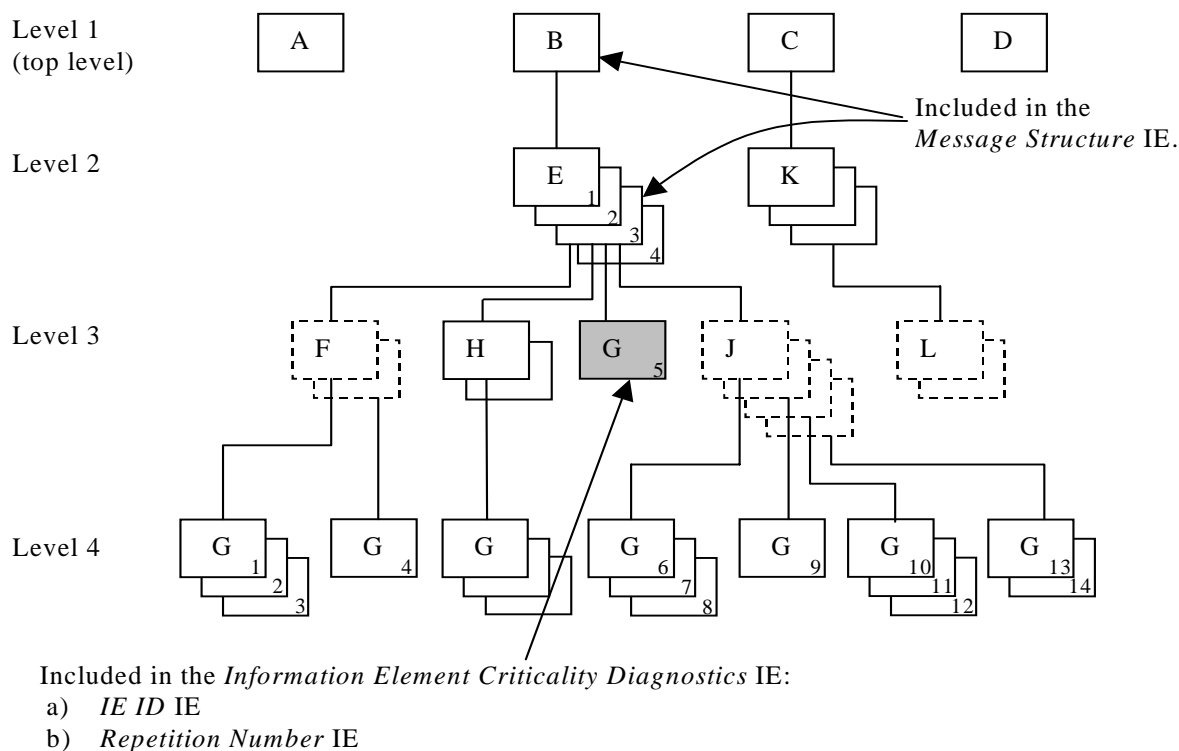 Level 1
(top level)
A
B
C
D
Included in the
Message Structure IE.
Level 2
E
1
2
3
4
K
Level 3
F
H
G
5
J
L
Level 4
G
1
2
3
G
4
G
G
6
7
8
G
9
G
10
11
12
G
13
14
Included in the Information Element Criticality Diagnostics IE:
a) IE ID IE
b) Repetition Number IE